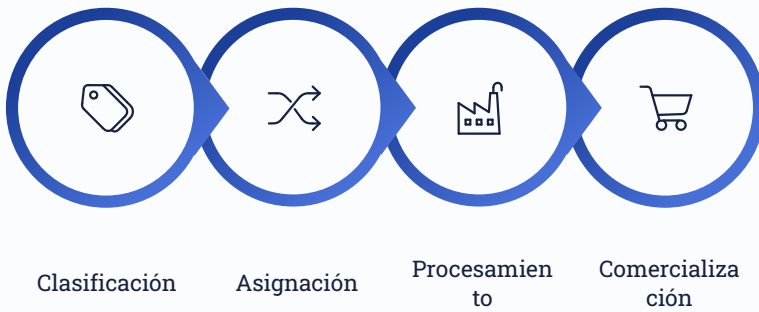 Clasificación
Asignación
Procesamien
to
Comercializa
ción